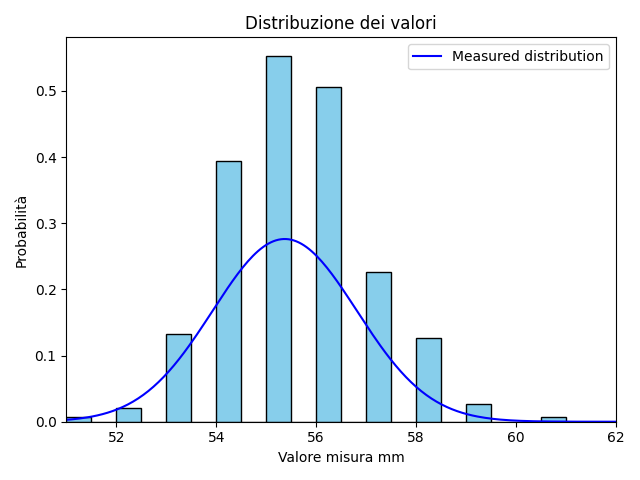 Distribuzione dei valori
Measured distribution
0.5
0.4
0.3
0.2
0.1
0.0
Probabilità
52 54 56 58 60 62
Valore misura mm